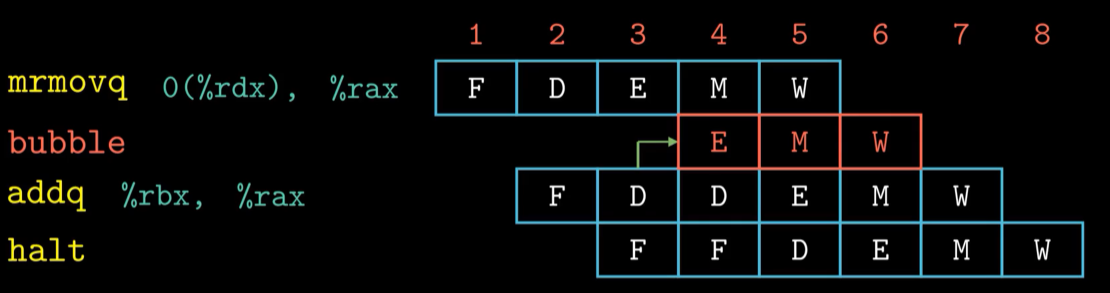 1 2 3 4 5 6 7 8
mrmovq 0(%rdx), %rax F D E M W
bubble E M W
addq %rbx, %rax F D D E M W
halt F F D E M W